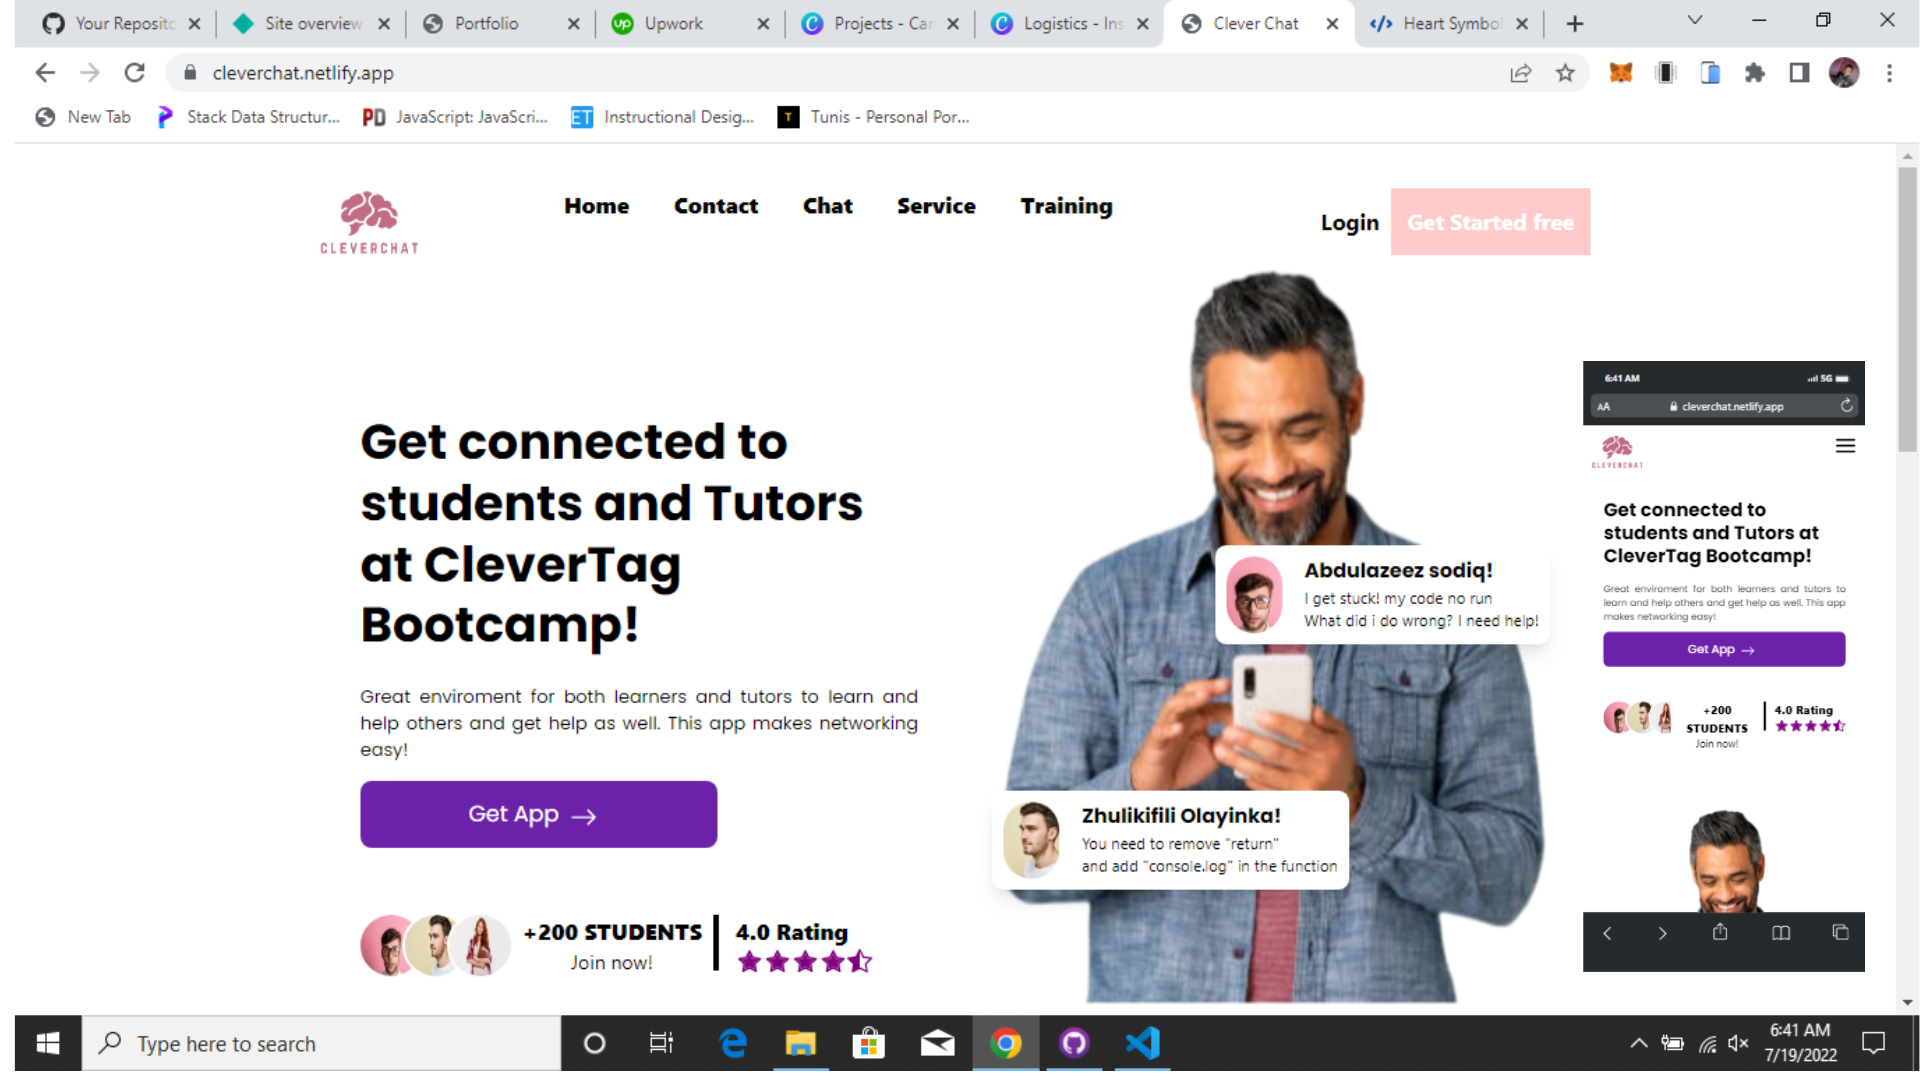 Your Reposito
Site overview
Portfolio
Upwork
Projects - Can
Logistics - Ins
Clever Chat
Heart Symbol
cleverchat.netlify.app
New Tab
Stack Data Structur...
PD
JavaScript: JavaScri...
ET
Instructional Desig...
T
Tunis - Personal Por...
CLEVERCHAT
Home
Contact
Chat
Service
Training
Login
Get Started free
Get connected to
students and Tutors
at CleverTag
Bootcamp!
Great enviroment for both learners and tutors to learn and
help others and get help as well. This app makes networking
easy!
Get App →
+200 STUDENTS
Join now!
4.0 Rating
Abdulazeez sodiq!
I get stuck! my code no run
What did i do wrong? I need help!
Zhulikifili Olayinka!
You need to remove "return"
and add "console.log" in the function
6:41 AM
5G
AA
cleverchat.netlify.app
CLEVERCHAT
Get connected to
students and Tutors at
CleverTag Bootcamp!
Great enviroment for both learners and tutors to
learn and help others and get help as well. This app
makes networking easy!
Get App →
+200
STUDENTS
Join now!
4.0 Rating
Type here to search
6:41 AM
7/19/2022